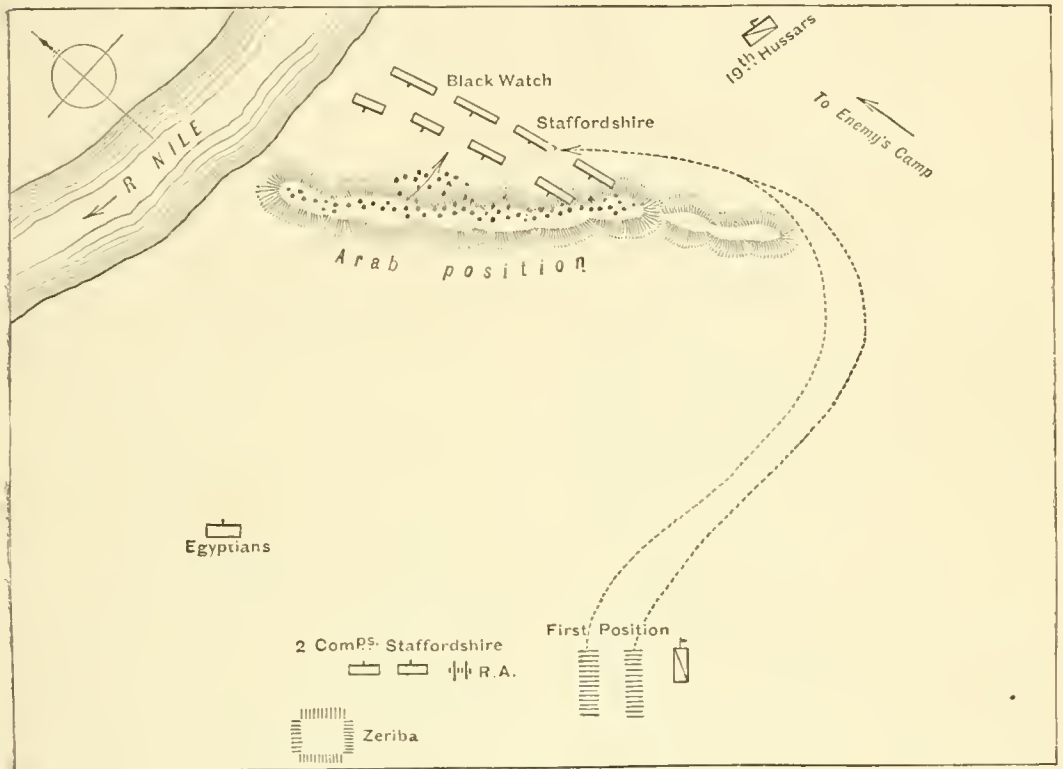 19th Hussars
Black Watch
To Enemy's Camp
Staffordshire
R NILE
Arab position
Egyptians
First Position
2 Comps. Staffordshire
R.A.
Zeriba